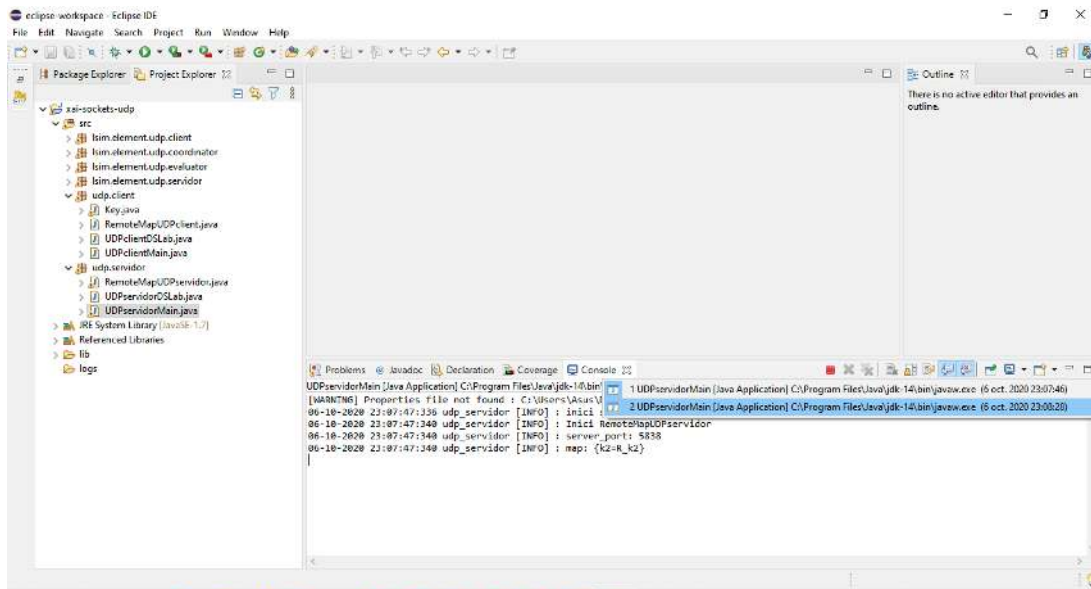 eclipse-workspace - Eclipse IDE
File Edit Navigate Search Project Run Window Help
Package Explorer Project Explorer
xai-sockets-udp
src
lsim.element.udp.client
lsim.element.udp.coordinator
lsim.element.udp.evaluator
lsim.element.udp.servidor
udp.client
Key.java
RemoteMapUDPclient.java
UDPclientDSLab.java
UDPclientMain.java
udp.servidor
RemoteMapUDPservidor.java
UDPservidorDSLab.java
UDPservidorMain.java
JRE System Library [JavaSE-1.7]
Referenced Libraries
lib
logs
Outline
There is no active editor that provides an
outline.
Problems Javadoc Declaration Coverage Console
UDPservidorMain [Java Application] C:\Program Files\Java\jdk-14\bin\
1 UDPservidorMain [Java Application] C:\Program Files\Java\jdk-14\bin\javaw.exe (6 oct. 2020 23:07:46)
2 UDPservidorMain [Java Application] C:\Program Files\Java\jdk-14\bin\javaw.exe (6 oct. 2020 23:08:28)
[WARNING] Properties file not found : C:\Users\Asus\
06-10-2020 23:07:47:336 udp_servidor [INFO] : inici
06-10-2020 23:07:47:340 udp_servidor [INFO] : Inici RemoteMapUDPservidor
06-10-2020 23:07:47:340 udp_servidor [INFO] : server_port: 5838
06-10-2020 23:07:47:340 udp_servidor [INFO] : map: {k2=R_k2}